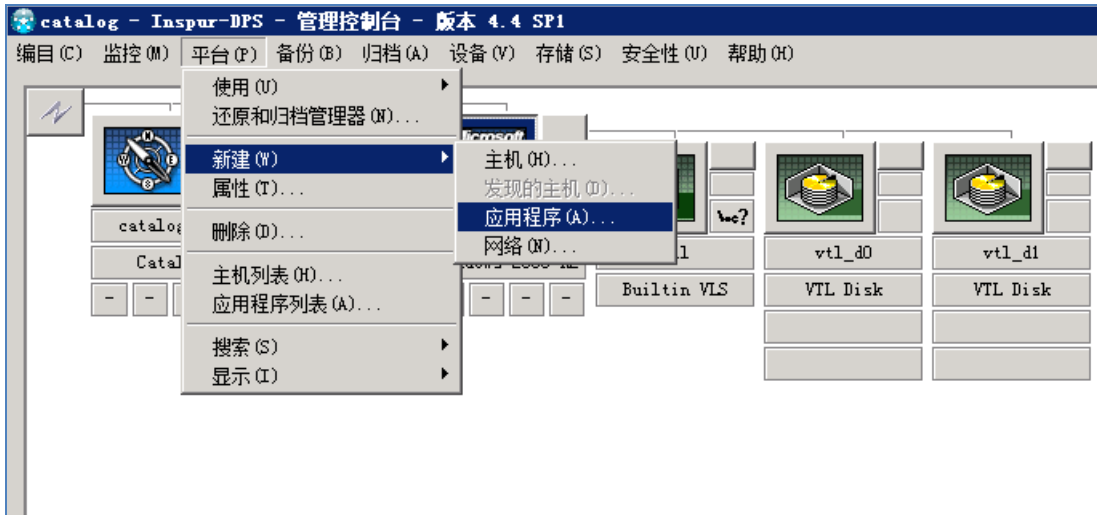 catalog - Inspur-DPS - 管理控制台 - 版本 4.4 SP1
编目(C) 监控(M) 平台(P) 备份(B) 归档(A) 设备(V) 存储(S) 安全性(U) 帮助(H)
使用(U)
还原和归档管理器(N)...
新建(W)
属性(T)...
删除(D)...
主机列表(H)...
应用程序列表(A)...
搜索(S)
显示(I)
主机(H)...
发现的主机(D)...
应用程序(A)...
网络(N)...
catalog
vtl_d0
vtl_d1
Builtin VLS
VTL Disk
VTL Disk